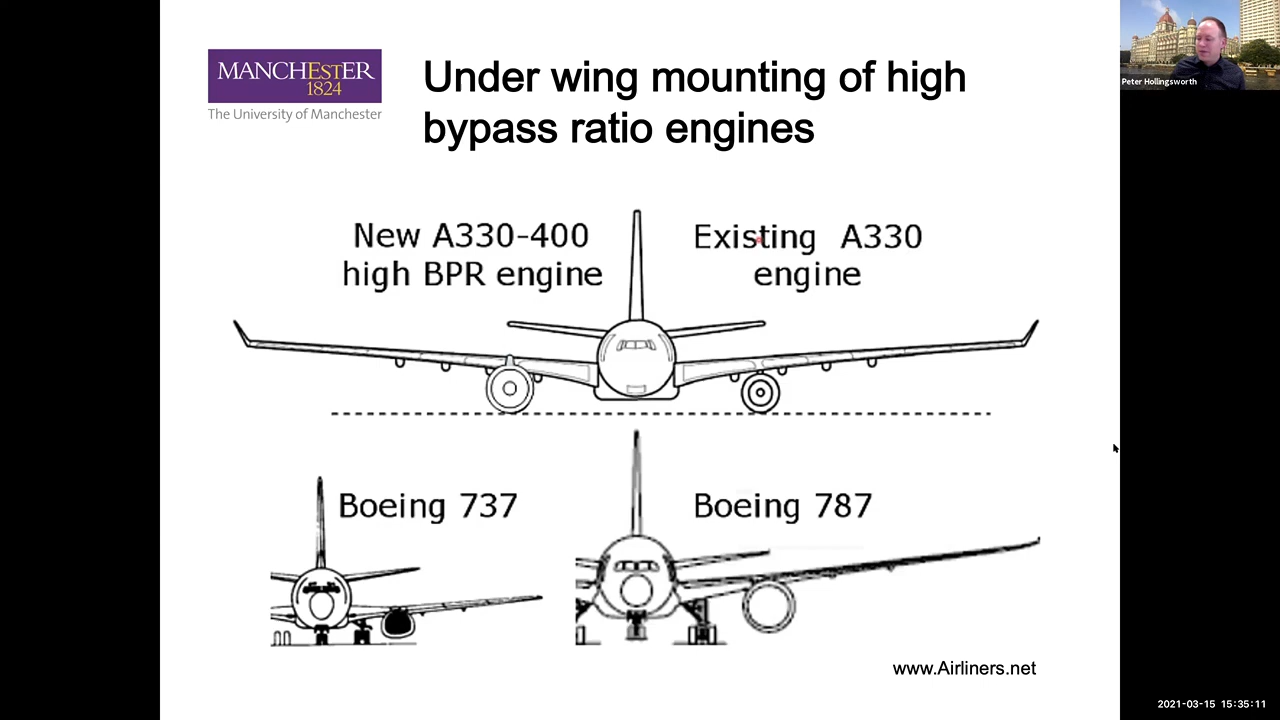 MANCHESTER
1824
The University of Manchester
Under wing mounting of high
bypass ratio engines
Peter Hollingsworth
New A330-400
high BPR engine
Existing A330
engine
Boeing 737
Boeing 787
www.Airliners.net
2021-03-15 15:35:11